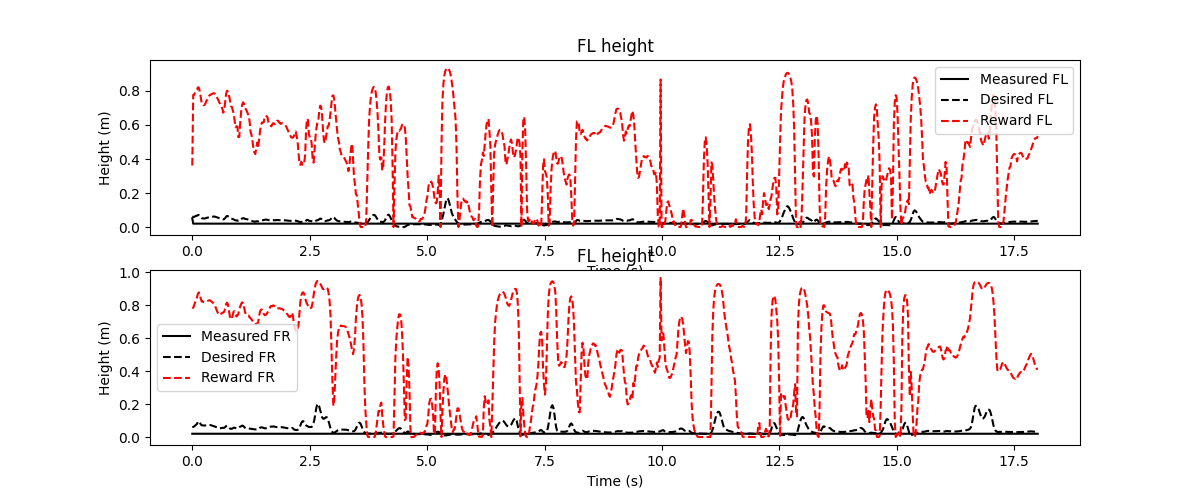 FL height
Height (m)
0.8
0.6
0.4
0.2
0.0
Measured FL
Desired FL
Reward FL
0.0 2.5 5.0 7.5 10.0 12.5 15.0 17.5
Time (s)
FL height
Height (m)
1.0
0.8
0.6
0.4
0.2
0.0
Measured FR
Desired FR
Reward FR
0.0 2.5 5.0 7.5 10.0 12.5 15.0 17.5
Time (s)